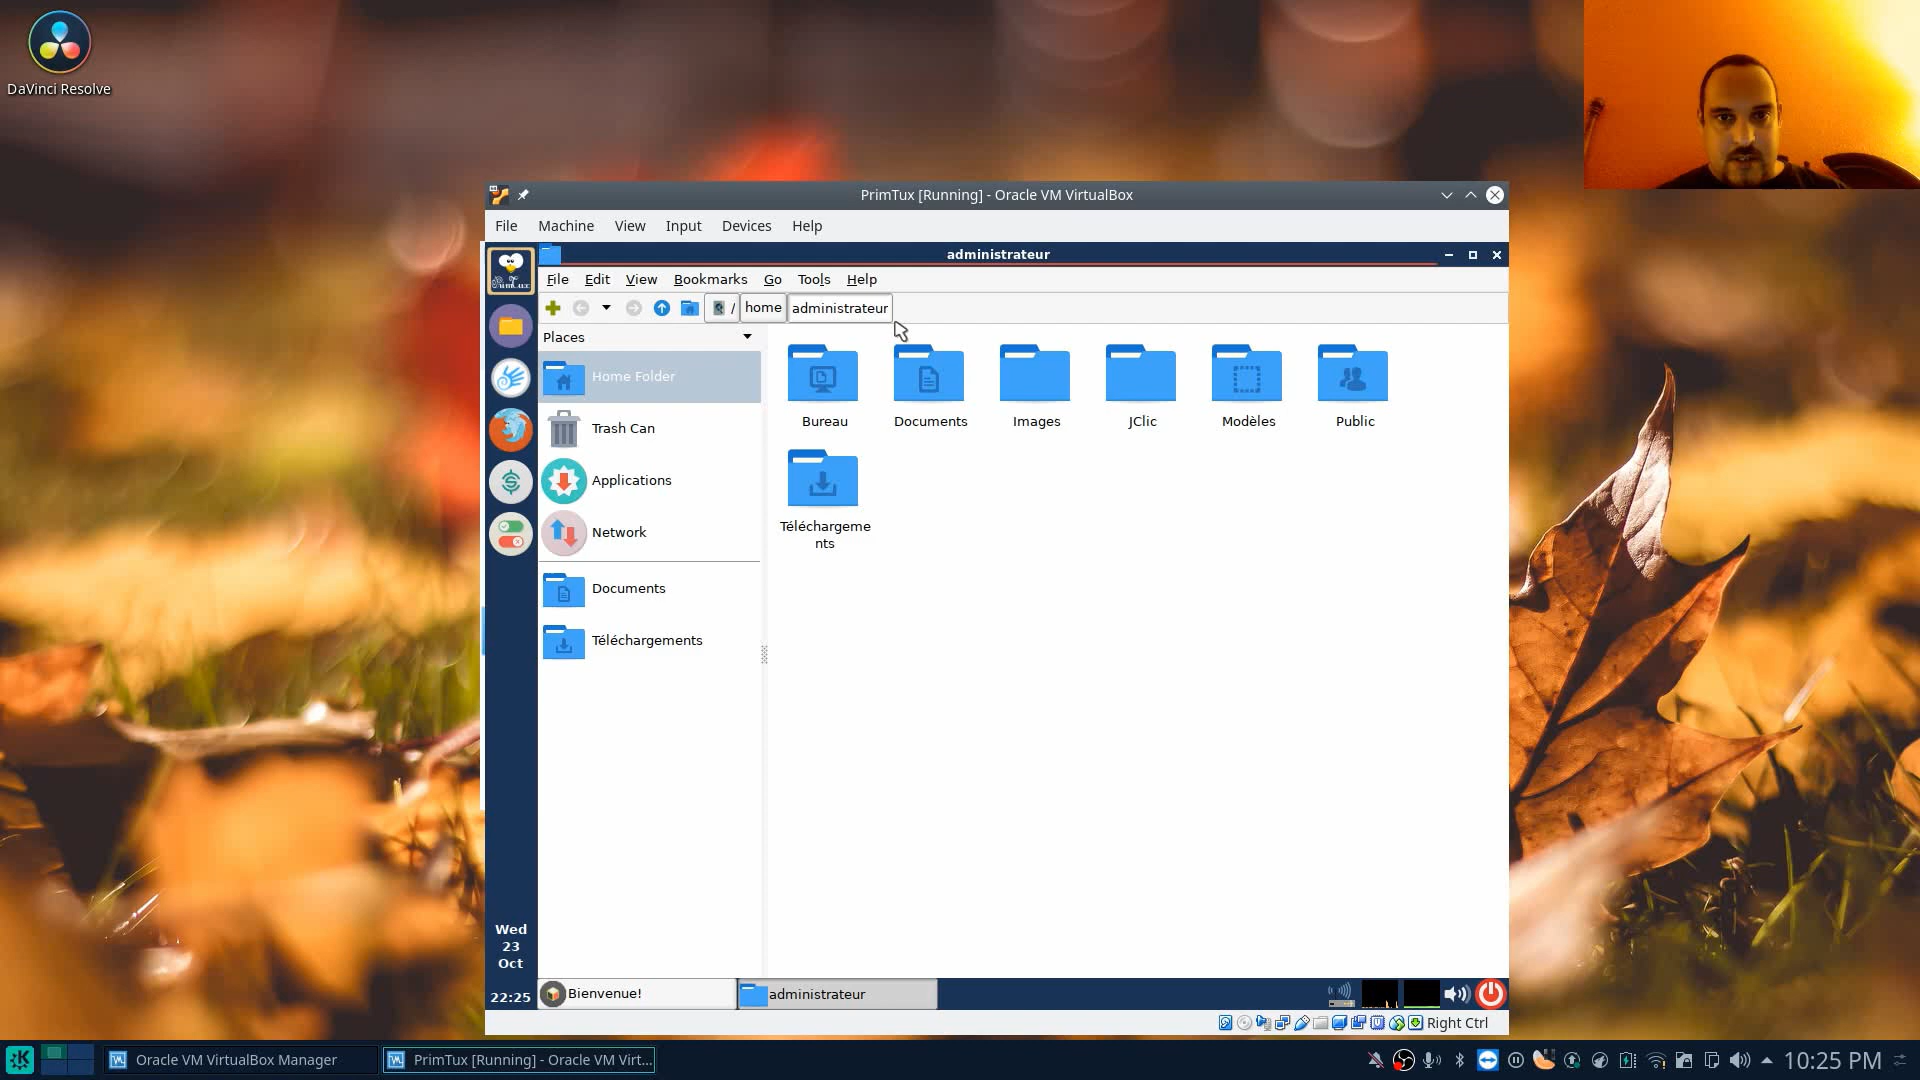 DaVinci Resolve
PrimTux [Running] - Oracle VM VirtualBox
File Machine View Input Devices Help
administrateur
File Edit View Bookmarks Go Tools Help
/ home administrateur
Places
Home Folder
Trash Can
Applications
Network
Documents
Téléchargements
Bureau Documents Images JClic Modèles Public
Téléchargeme
nts
Wed
23
Oct
22:25
Bienvenue! administrateur
Right Ctrl
Oracle VM VirtualBox Manager PrimTux [Running] - Oracle VM Virt... 10:25 PM